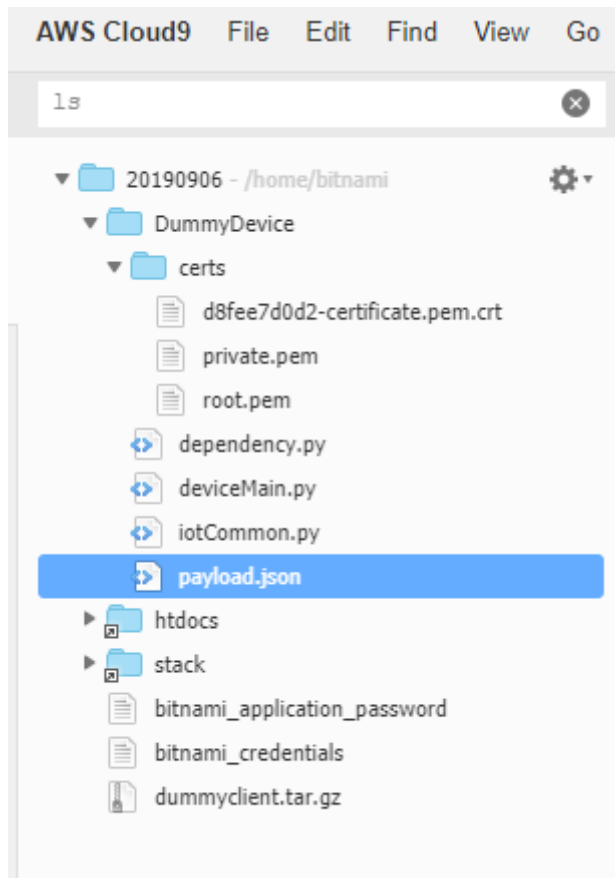 AWS Cloud9 File Edit Find View Go
ls
20190906 - /home/bitnami
DummyDevice
certs
d8fee7d0d2-certificate.pem.crt
private.pem
root.pem
dependency.py
deviceMain.py
iotCommon.py
payload.json
htdocs
stack
bitnami_application_password
bitnami_credentials
dummyclient.tar.gz